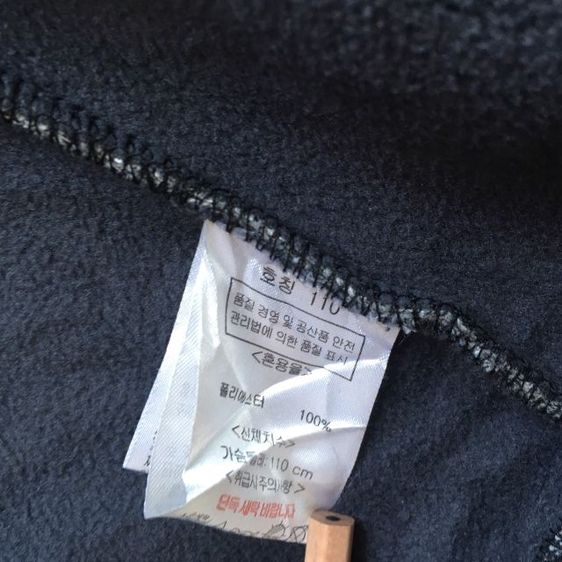 호칭 110
품질 경영 및 공산품 안전
관리법에 의한 품질 표시
<혼용율>
폴리에스터 100%
<신체치수>
가슴둘레:110 cm
<취급시주의사항>
단독세탁바랍니다